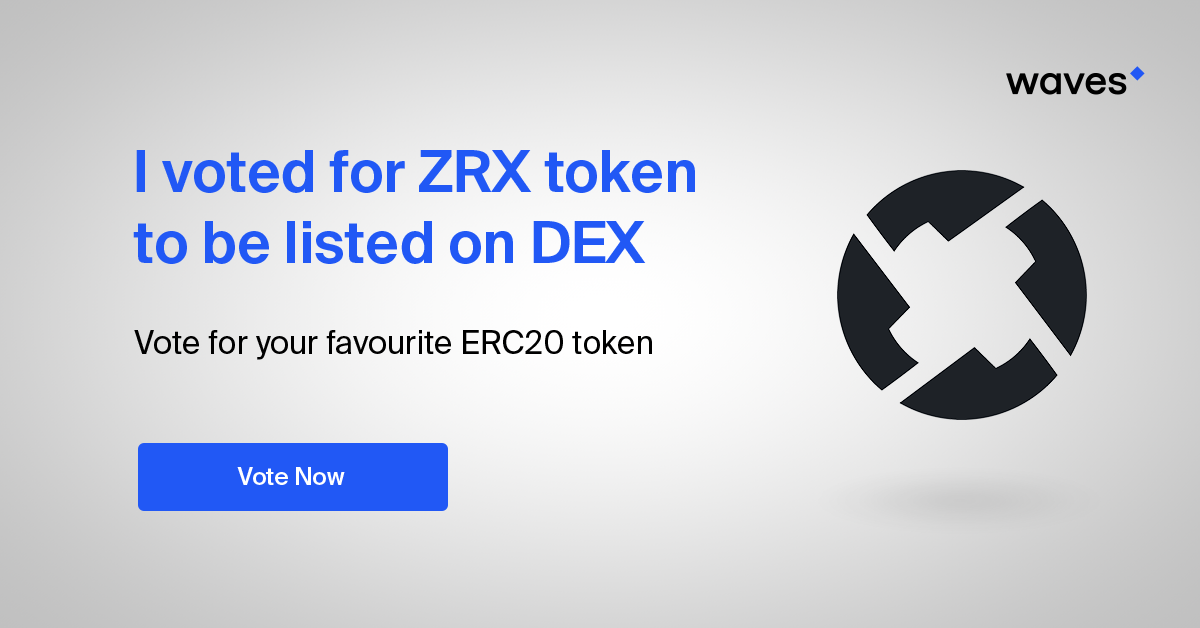 waves
I voted for ZRX token
to be listed on DEX
Vote for your favourite ERC20 token
Vote Now